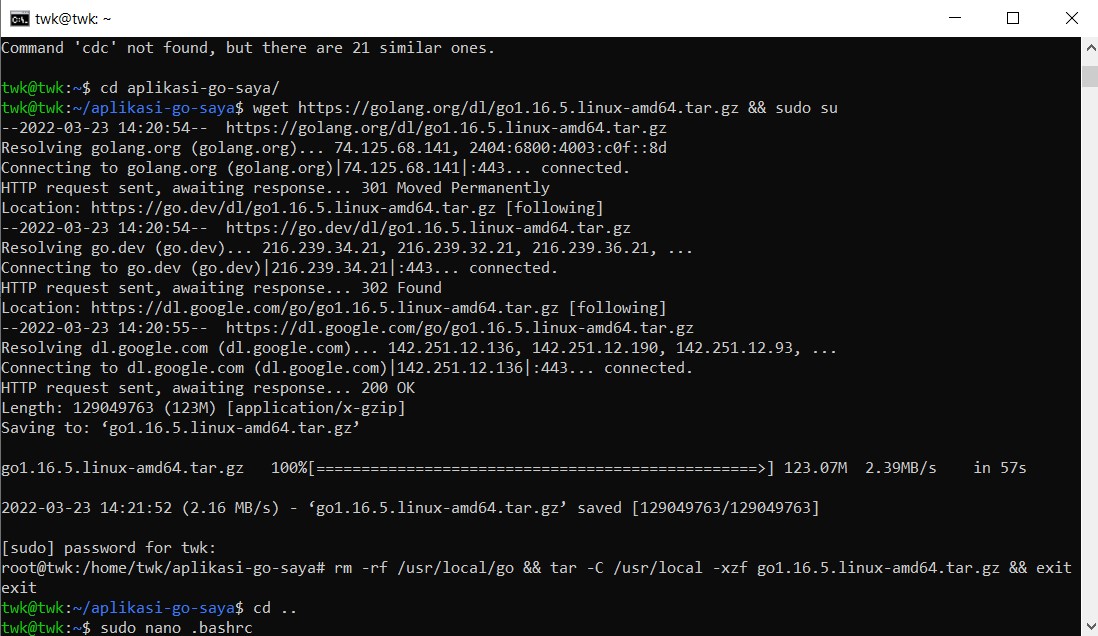 twk@twk: ~
Command 'cdc' not found, but there are 21 similar ones.
twk@twk:~$ cd aplikasi-go-saya/
twk@twk:~/aplikasi-go-saya$ wget https://golang.org/dl/go1.16.5.linux-amd64.tar.gz && sudo su
--2022-03-23 14:20:54--  https://golang.org/dl/go1.16.5.linux-amd64.tar.gz
Resolving golang.org (golang.org)... 74.125.68.141, 2404:6800:4003:c0f::8d
Connecting to golang.org (golang.org)|74.125.68.141|:443... connected.
HTTP request sent, awaiting response... 301 Moved Permanently
Location: https://go.dev/dl/go1.16.5.linux-amd64.tar.gz [following]
--2022-03-23 14:20:54--  https://go.dev/dl/go1.16.5.linux-amd64.tar.gz
Resolving go.dev (go.dev)... 216.239.34.21, 216.239.32.21, 216.239.36.21, ...
Connecting to go.dev (go.dev)|216.239.34.21|:443... connected.
HTTP request sent, awaiting response... 302 Found
Location: https://dl.google.com/go/go1.16.5.linux-amd64.tar.gz [following]
--2022-03-23 14:20:55--  https://dl.google.com/go/go1.16.5.linux-amd64.tar.gz
Resolving dl.google.com (dl.google.com)... 142.251.12.136, 142.251.12.190, 142.251.12.93, ...
Connecting to dl.google.com (dl.google.com)|142.251.12.136|:443... connected.
HTTP request sent, awaiting response... 200 OK
Length: 129049763 (123M) [application/x-gzip]
Saving to: ‘go1.16.5.linux-amd64.tar.gz’
go1.16.5.linux-amd64.tar.gz   100%[=================================================>] 123.07M  2.39MB/s    in 57s
2022-03-23 14:21:52 (2.16 MB/s) - ‘go1.16.5.linux-amd64.tar.gz’ saved [129049763/129049763]
[sudo] password for twk:
root@twk:/home/twk/aplikasi-go-saya# rm -rf /usr/local/go && tar -C /usr/local -xzf go1.16.5.linux-amd64.tar.gz && exit
exit
twk@twk:~/aplikasi-go-saya$ cd ..
twk@twk:~$ sudo nano .bashrc